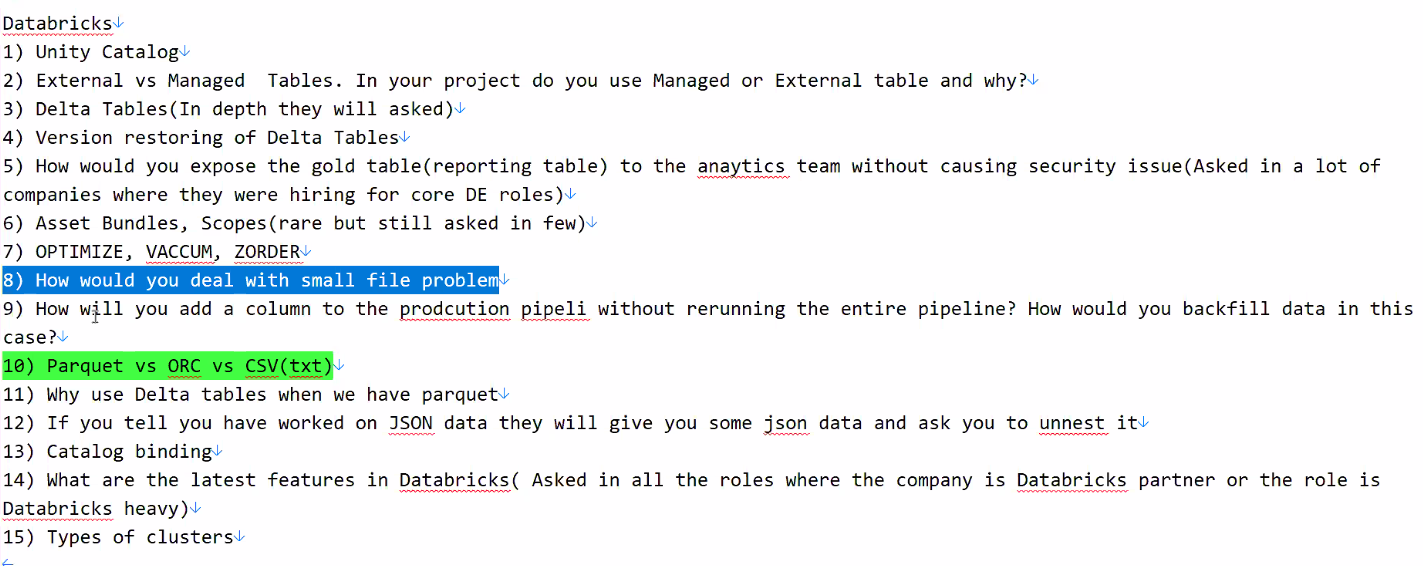 Databricks↓
1) Unity Catalog↓
2) External vs Managed  Tables. In your project do you use Managed or External table and why?↓
3) Delta Tables(In depth they will asked)↓
4) Version restoring of Delta Tables↓
5) How would you expose the gold table(reporting table) to the anaytics team without causing security issue(Asked in a lot of
companies where they were hiring for core DE roles)↓
6) Asset Bundles, Scopes(rare but still asked in few)↓
7) OPTIMIZE, VACCUM, ZORDER↓
8) How would you deal with small file problem↓
9) How will you add a column to the prodcution pipeli without rerunning the entire pipeline? How would you backfill data in this
case?↓
10) Parquet vs ORC vs CSV(txt)↓
11) Why use Delta tables when we have parquet↓
12) If you tell you have worked on JSON data they will give you some json data and ask you to unnest it↓
13) Catalog binding↓
14) What are the latest features in Databricks( Asked in all the roles where the company is Databricks partner or the role is
Databricks heavy)↓
15) Types of clusters↓
←